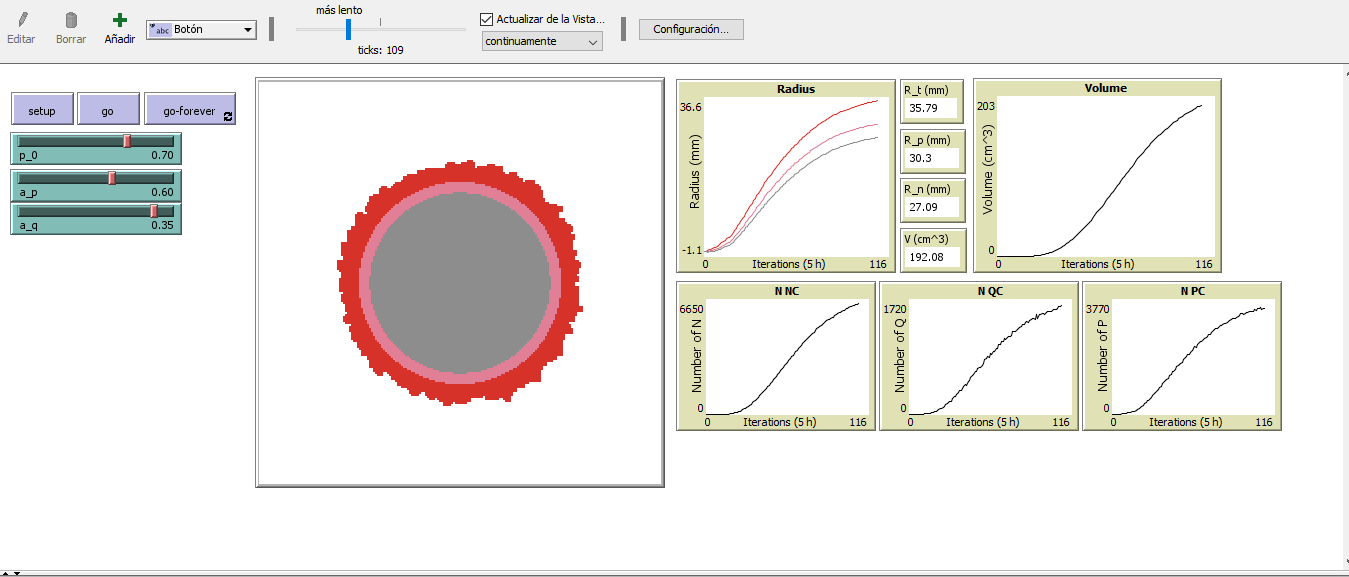 más lento
Editar
Borrar
Añadir
abc Botón
ticks: 109
Actualizar de la Vista...
continuamente
Configuración...
setup
go
go-forever
p_0 0.70
a_p 0.60
a_q 0.35
Radius
36.6
Radius (mm)
-1.1
0
Iterations (5 h)
116
R_t (mm)
35.79
R_p (mm)
30.3
R_n (mm)
27.09
V (cm^3)
192.08
Volume
203
Volume (cm^3)
0
0
Iterations (5 h)
116
N NC
6650
Number of N
0
0
Iterations (5 h)
116
N QC
1720
Number of Q
0
0
Iterations (5 h)
116
N PC
3770
Number of P
0
0
Iterations (5 h)
116